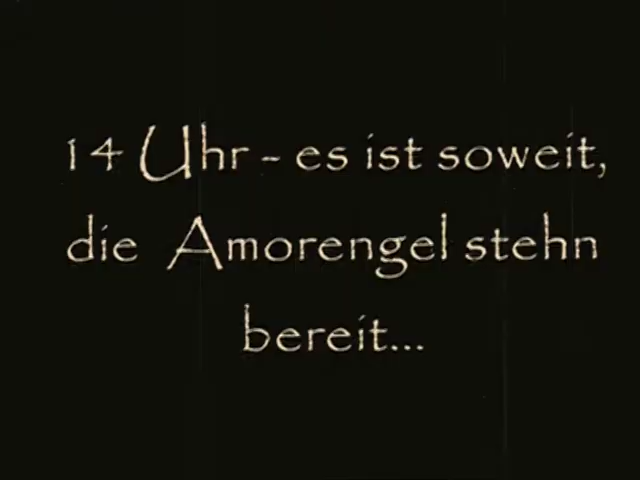 14 Uhr - es ist soweit,
die Amorengel stehn
bereit...